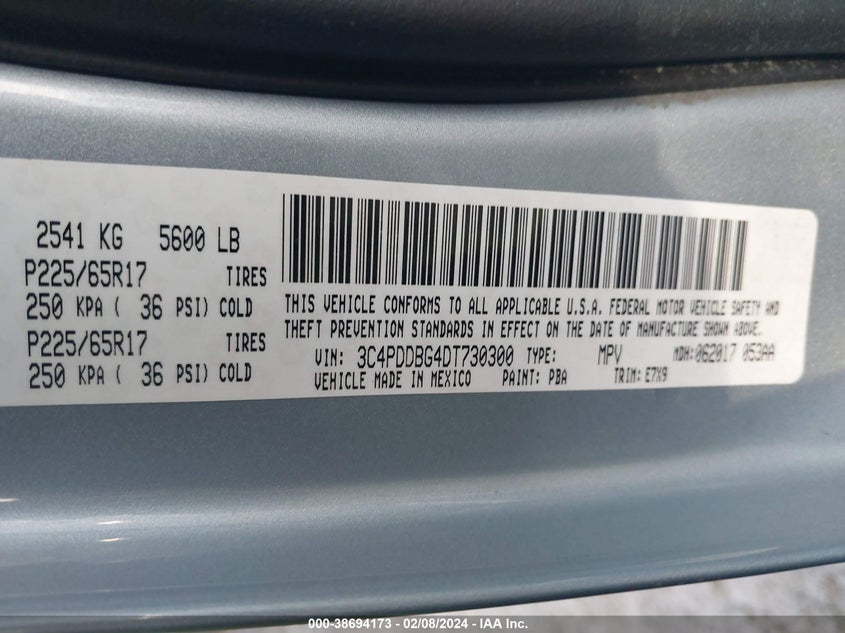 2541 KG 5600 LB
P225/65R17 TIRES
250 KPA ( 36 PSI) COLD
P225/65R17 TIRES
250 KPA ( 36 PSI) COLD
THIS VEHICLE CONFORMS TO ALL APPLICABLE U.S.A. FEDERAL MOTOR VEHICLE SAFETY AND
THEFT PREVENTION STANDARDS IN EFFECT ON THE DATE OF MANUFACTURE SHOWN ABOVE.
VIN: 3C4PDDBG4DT730300 TYPE: MPV MDH:062017 053AA
VEHICLE MADE IN MEXICO PAINT: PBA TRIM: E7X9
000-38694173 — 02/08/2024 — IAA Inc.